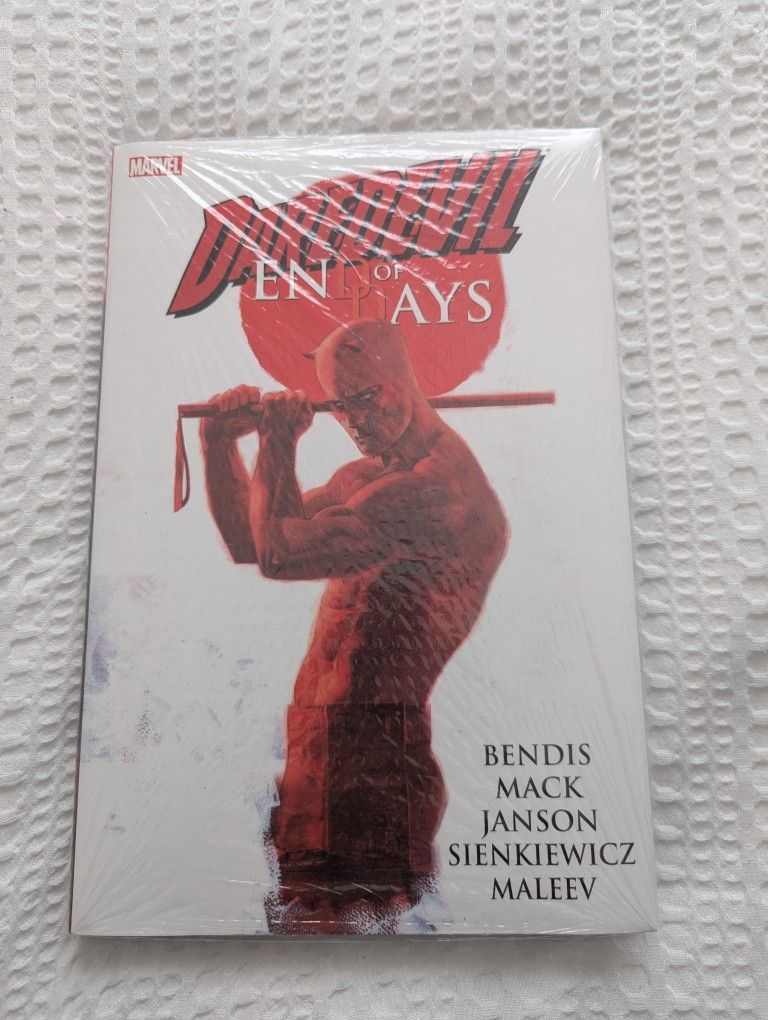 MARVEL
DAREDEVIL
END OF DAYS
BENDIS
MACK
JANSON
SIENKIEWICZ
MALEEV